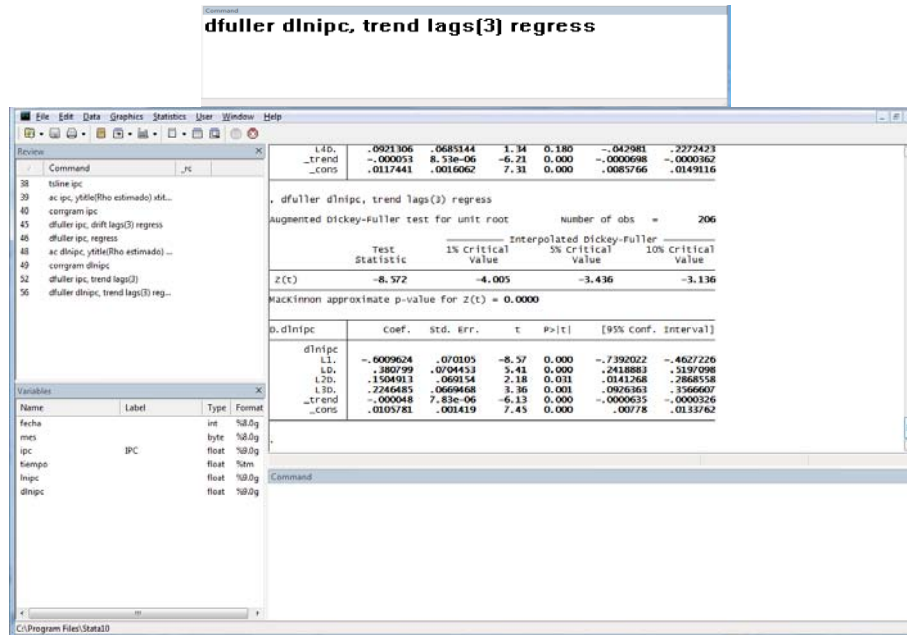 Command
dfuller dlnipc, trend lags(3) regress
File Edit Data Graphics Statistics User Window Help
Review
Command _rc
38 tsline ipc
39 ac ipc, ytitle(Rho estimado) xtit...
40 corrgram ipc
45 dfuller ipc, drift lags(3) regress
46 dfuller ipc, regress
48 ac dlnipc, ytitle(Rho estimado) ...
49 corrgram dlnipc
52 dfuller ipc, trend lags(3)
56 dfuller dlnipc, trend lags(3) reg...
Variables
Name Label Type Format
fecha int %8.0g
mes byte %8.0g
ipc IPC float %9.0g
tiempo float %tm
lnipc float %9.0g
dlnipc float %9.0g
L4D. .0921306 .0685144 1.34 0.180 -.042981 .2272423
_trend -.000053 8.53e-06 -6.21 0.000 -.0000698 -.0000362
_cons .0117441 .0016062 7.31 0.000 .0085766 .0149116
. dfuller dlnipc, trend lags(3) regress
Augmented Dickey-Fuller test for unit root Number of obs = 206
Interpolated Dickey-Fuller
Test 1% Critical 5% Critical 10% Critical
Statistic Value Value Value
Z(t) -8.572 -4.005 -3.436 -3.136
MacKinnon approximate p-value for Z(t) = 0.0000
D.dlnipc Coef. Std. Err. t P>|t| [95% Conf. Interval]
dlnipc
L1. -.6009624 .070105 -8.57 0.000 -.7392022 -.4627226
LD. .380799 .0704453 5.41 0.000 .2418883 .5197098
L2D. .1504913 .069154 2.18 0.031 .0141268 .2868558
L3D. .2246485 .0669468 3.36 0.001 .0926363 .3566607
_trend -.000048 7.83e-06 -6.13 0.000 -.0000635 -.0000326
_cons .0105781 .001419 7.45 0.000 .00778 .0133762
.
Command
C:\Program Files\Stata10